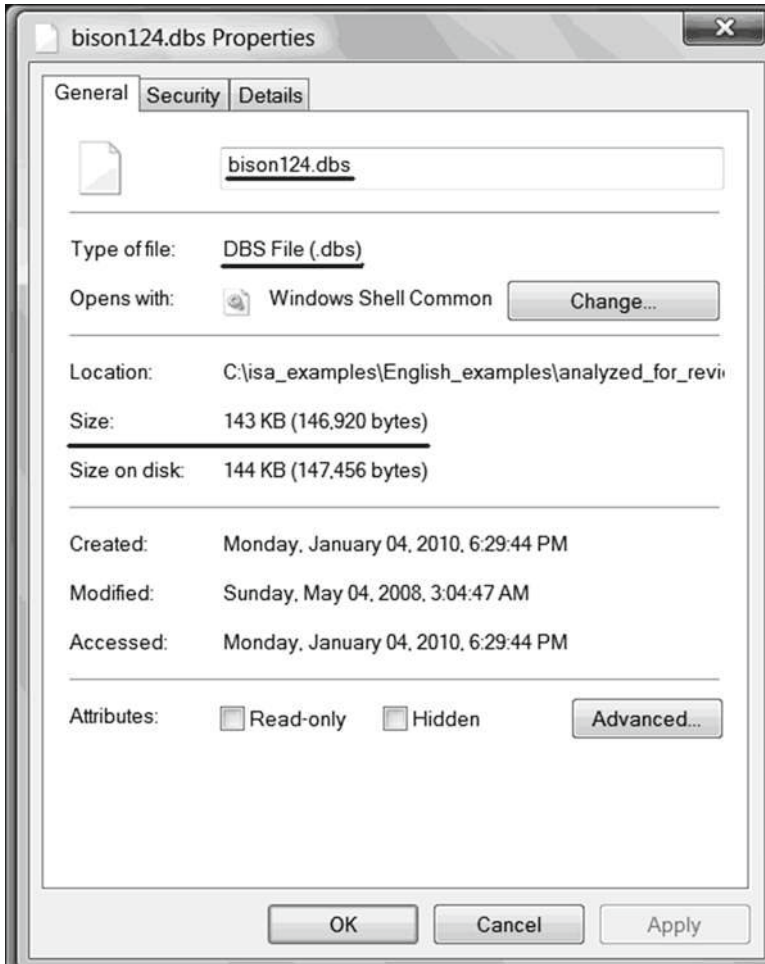 bison124.dbs Properties
General Security Details
bison124.dbs
Type of file: DBS File (.dbs)
Opens with: Windows Shell Common Change...
Location: C:\isa_examples\English_examples\analyzed_for_revi
Size: 143 KB (146,920 bytes)
Size on disk: 144 KB (147,456 bytes)
Created: Monday, January 04, 2010, 6:29:44 PM
Modified: Sunday, May 04, 2008, 3:04:47 AM
Accessed: Monday, January 04, 2010, 6:29:44 PM
Attributes: Read-only Hidden Advanced...
OK Cancel Apply